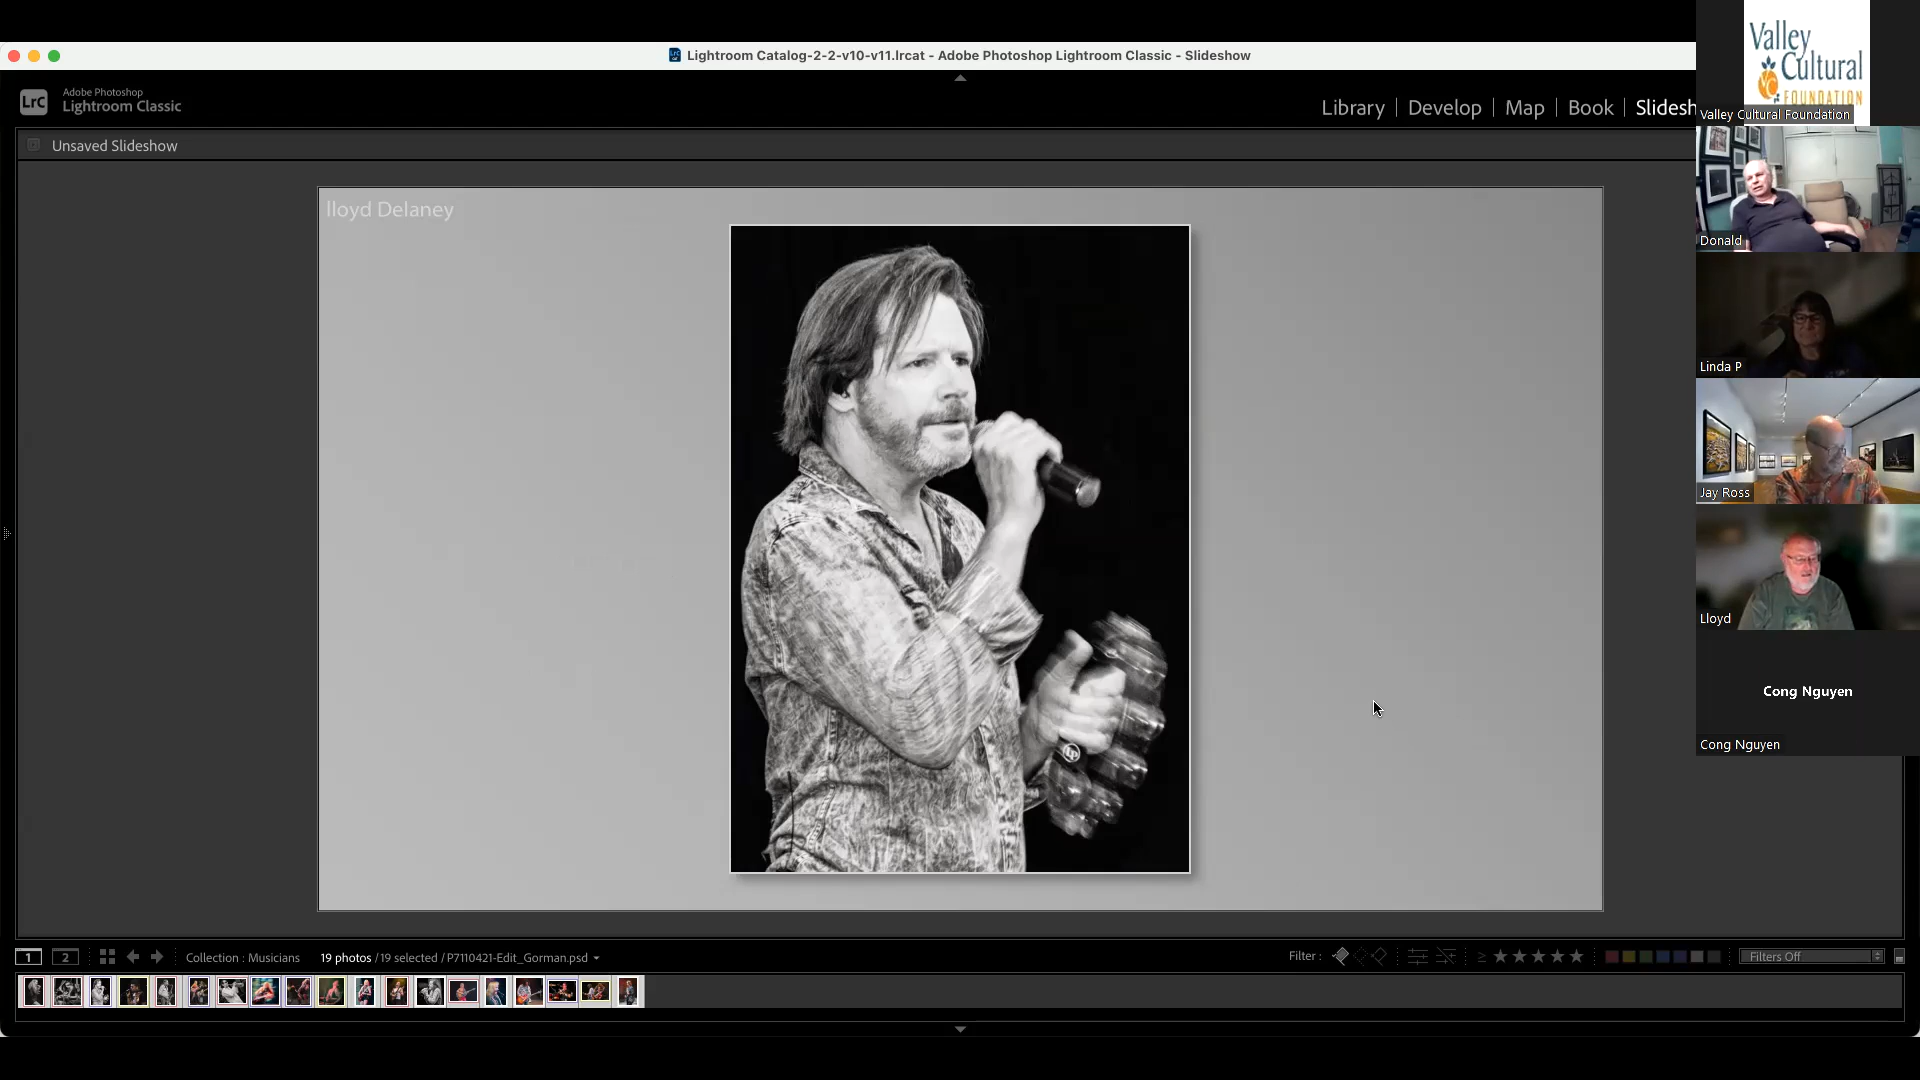 Lightroom Catalog-2-2-v10-v11.lrcat - Adobe Photoshop Lightroom Classic - Slideshow
LrC
Adobe Photoshop
Lightroom Classic
Library | Develop | Map | Book | Slidesh
Unsaved Slideshow
lloyd Delaney
LP
Valley
Cultural
FOUNDATION
Valley Cultural Foundation
Donald
Linda P
Jay Ross
Lloyd
Cong Nguyen
Cong Nguyen
1 2 Collection : Musicians 19 photos / 19 selected / P7110421-Edit_Gorman.psd Filter : ≥ ★★★★★ Filters Off